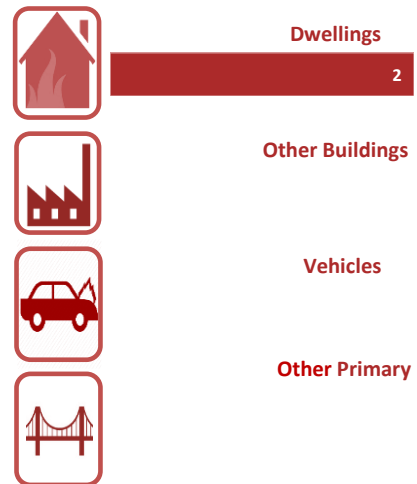 Dwellings
2
Other Buildings
Vehicles
Other Primary